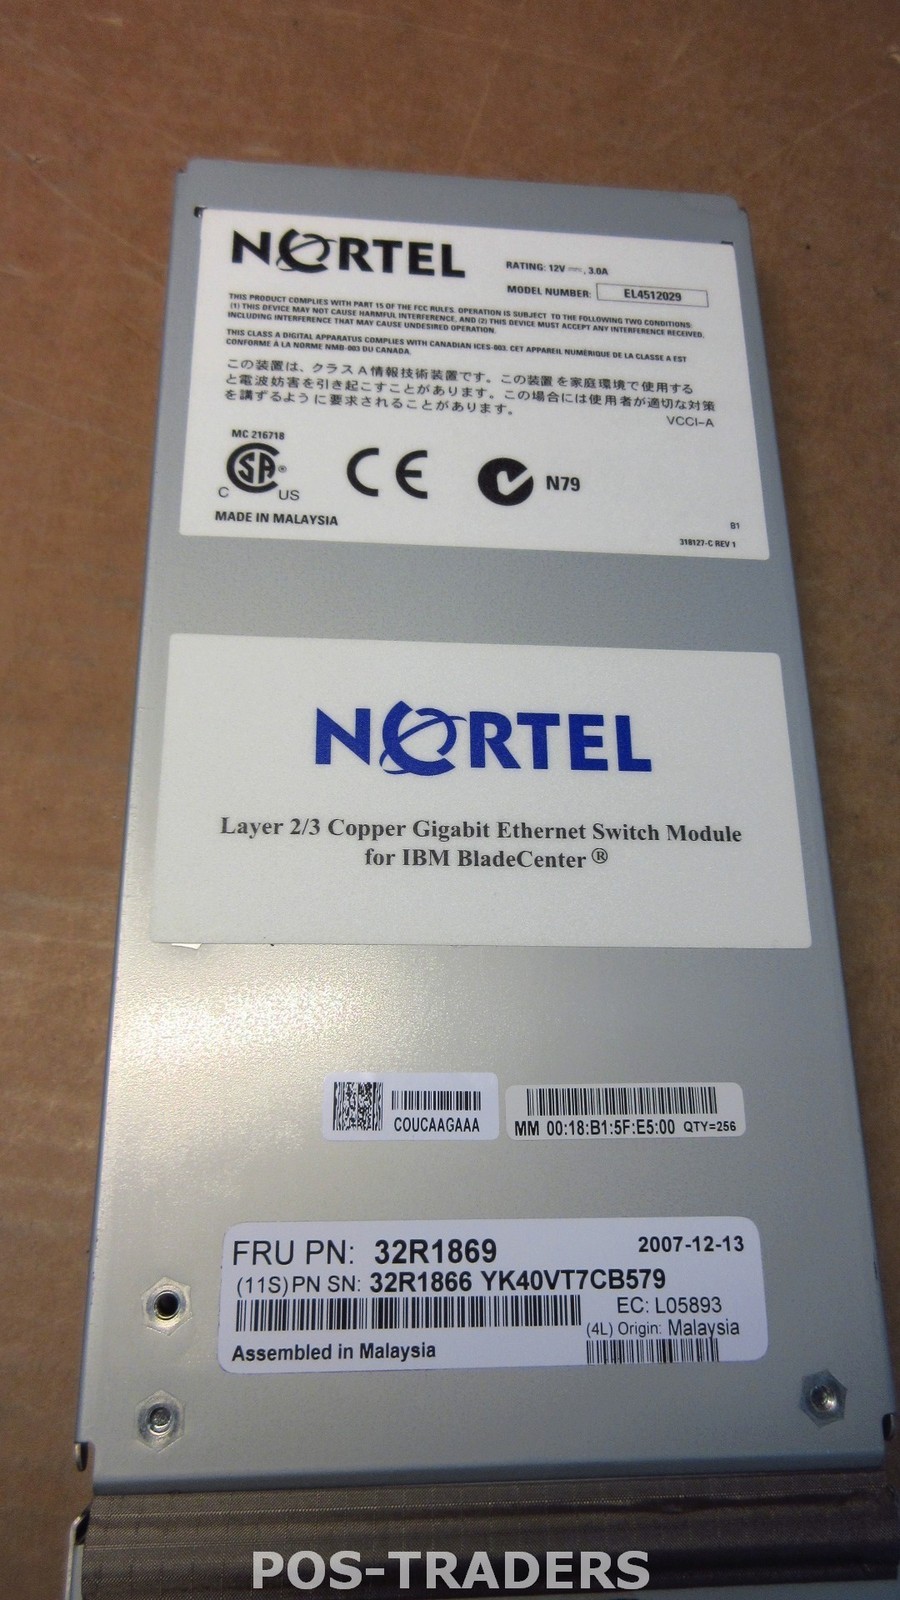 NORTEL
RATING: 12V ⎓, 3.0A
MODEL NUMBER: EL4512029
THIS PRODUCT COMPLIES WITH PART 15 OF THE FCC RULES. OPERATION IS SUBJECT TO THE FOLLOWING TWO CONDITIONS:
(1) THIS DEVICE MAY NOT CAUSE HARMFUL INTERFERENCE, AND (2) THIS DEVICE MUST ACCEPT ANY INTERFERENCE RECEIVED,
INCLUDING INTERFERENCE THAT MAY CAUSE UNDESIRED OPERATION.
THIS CLASS A DIGITAL APPARATUS COMPLIES WITH CANADIAN ICES-003. CET APPAREIL NUMÉRIQUE DE LA CLASSE A EST
CONFORME À LA NORME NMB-003 DU CANADA.
この装置は、クラスA情報技術装置です。この装置を家庭環境で使用する
と電波妨害を引き起こすことがあります。この場合には使用者が適切な対策
を講ずるように要求されることがあります。
VCCI-A
MC 216718
C SA ® US
CE
N79
MADE IN MALAYSIA
B1
318127-C REV 1
NORTEL
Layer 2/3 Copper Gigabit Ethernet Switch Module
for IBM BladeCenter ®
COUCAAGAAA
MM 00:18:B1:5F:E5:00 QTY=256
FRU PN: 32R1869
2007-12-13
(11S)PN SN: 32R1866 YK40VT7CB579
EC: L05893
(4L) Origin: Malaysia
Assembled in Malaysia
POS-TRADERS